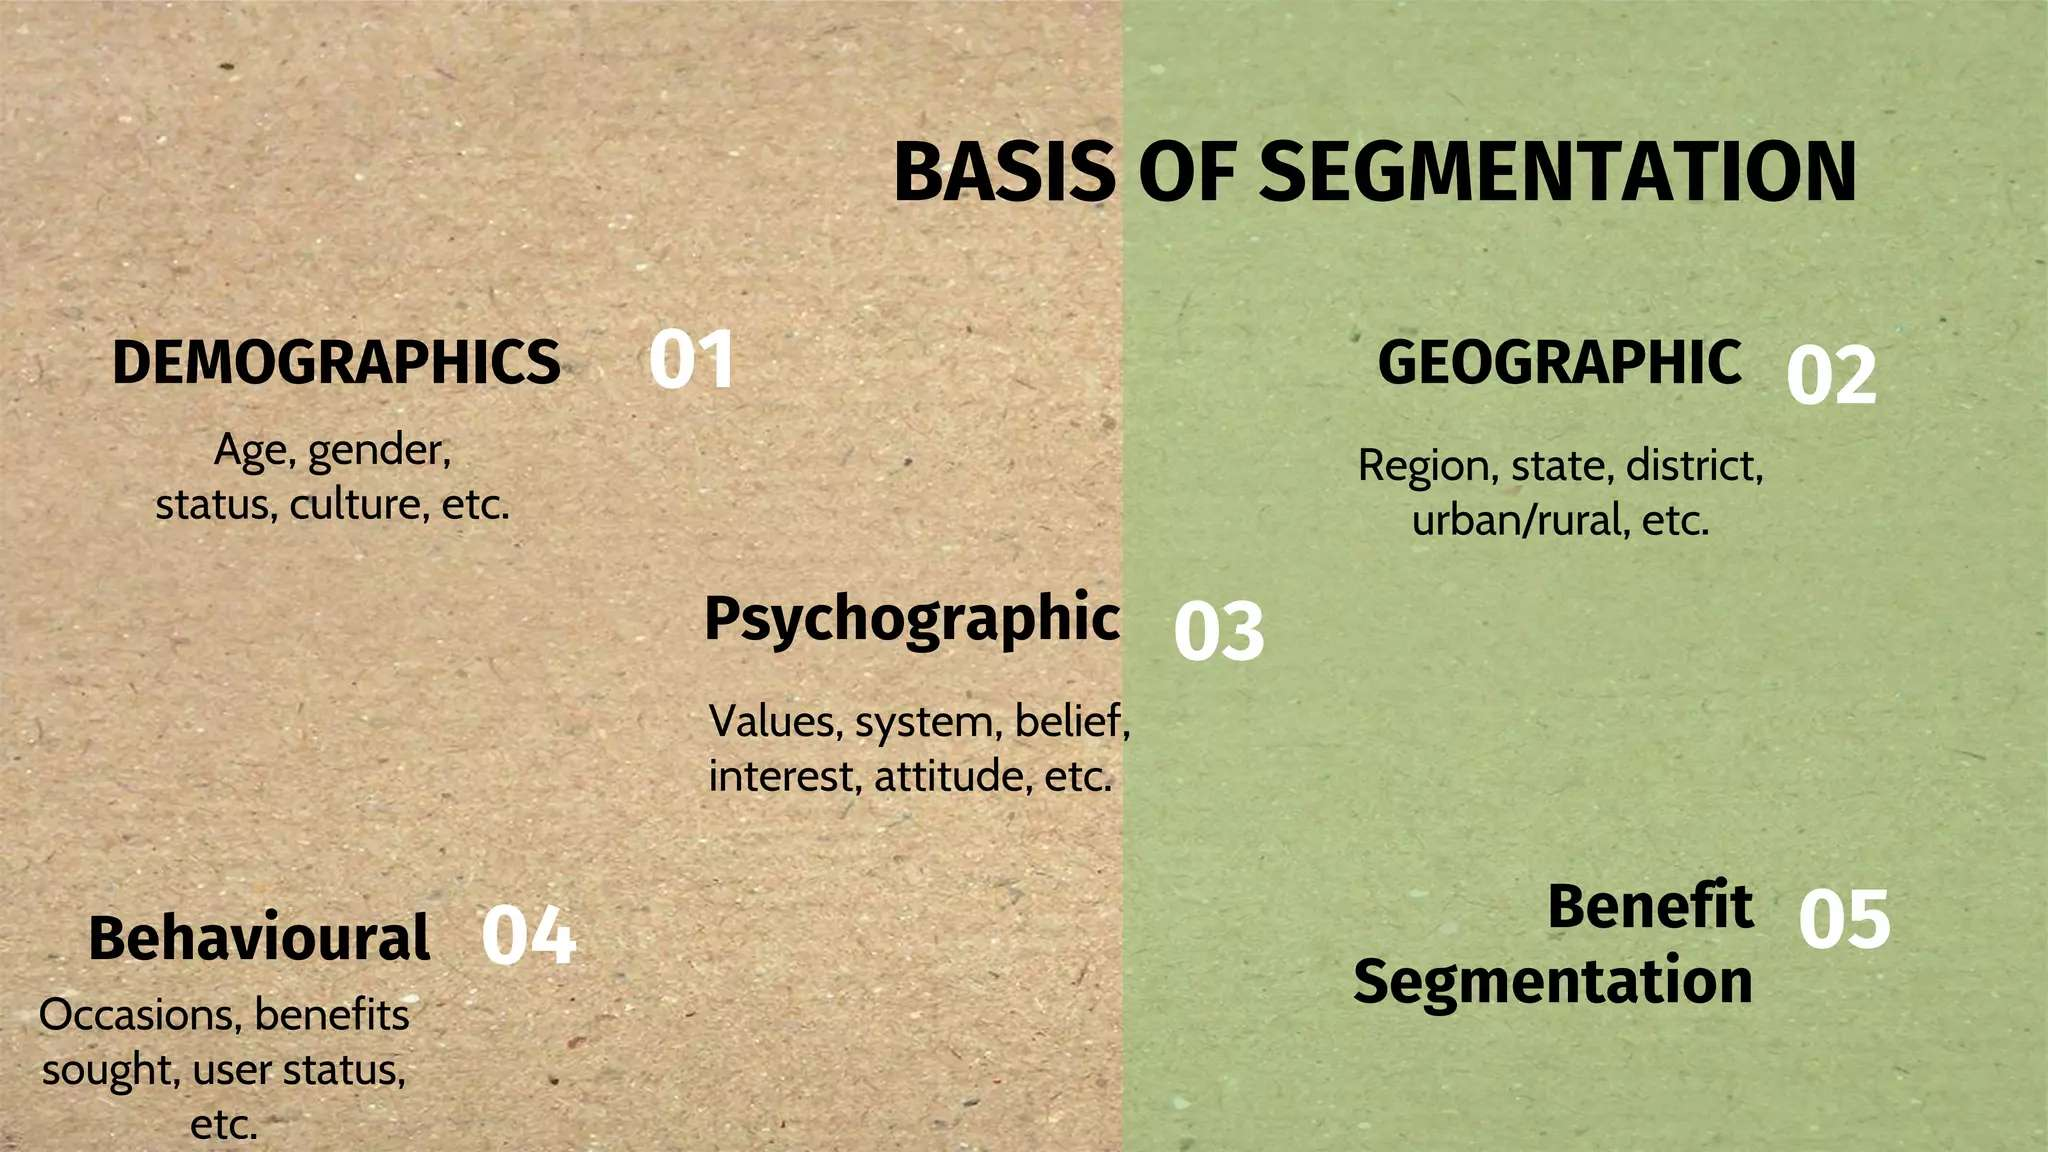 BASIS OF SEGMENTATION
DEMOGRAPHICS
01
Age, gender,
status, culture, etc.
GEOGRAPHIC
02
Region, state, district,
urban/rural, etc.
Psychographic
03
Values, system, belief,
interest, attitude, etc.
Behavioural
04
Occasions, benefits
sought, user status,
etc.
Benefit
Segmentation
05